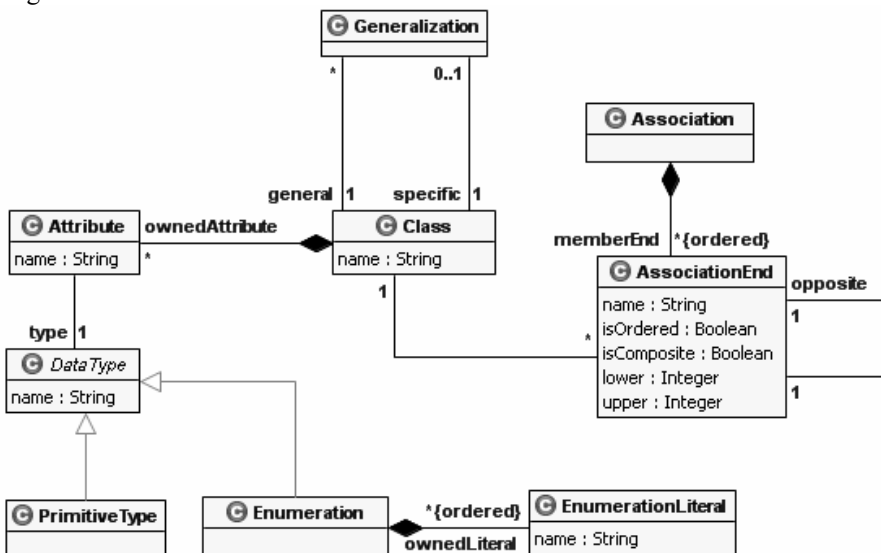 Generalization
* 0..1
Association
general 1 specific 1
Attribute ownedAttribute Class
name : String * name : String
memberEnd *{ordered}
AssociationEnd
1 opposite
name : String 1
isOrdered : Boolean
* isComposite : Boolean
type 1
DataType
lower : Integer 1
name : String
upper : Integer
PrimitiveType Enumeration *{ordered} EnumerationLiteral
ownedLiteral name : String